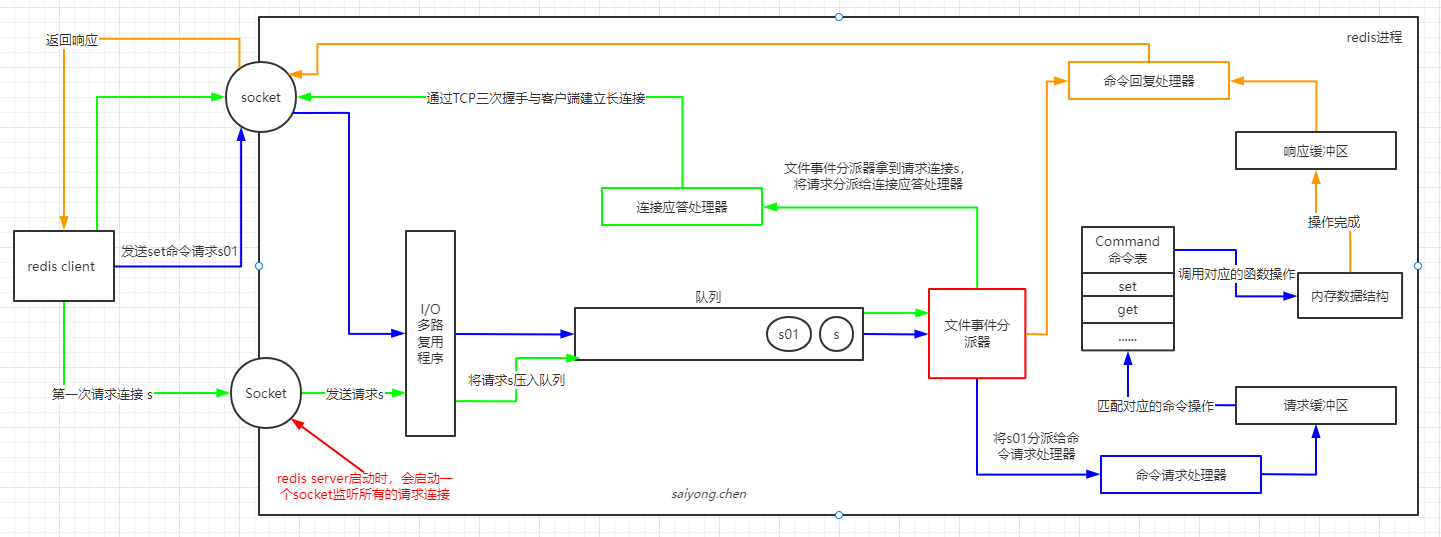 redis进程
返回响应
socket
通过TCP三次握手与客户端建立长连接
命令回复处理器
响应缓冲区
文件事件分派器拿到请求连接s，
将请求分派给连接应答处理器
连接应答处理器
操作完成
redis client
发送set命令请求s01
Command
命令表
set
get
......
调用对应的函数操作
内存数据结构
I/O
多路
复用
程序
队列
s01
s
文件事件分
派器
将请求s压入队列
第一次请求连接 s
Socket
发送请求s
匹配对应的命令操作
请求缓冲区
将s01分派给命
令请求处理器
命令请求处理器
redis server启动时，会启动一
个socket监听所有的请求连接
saiyong.chen